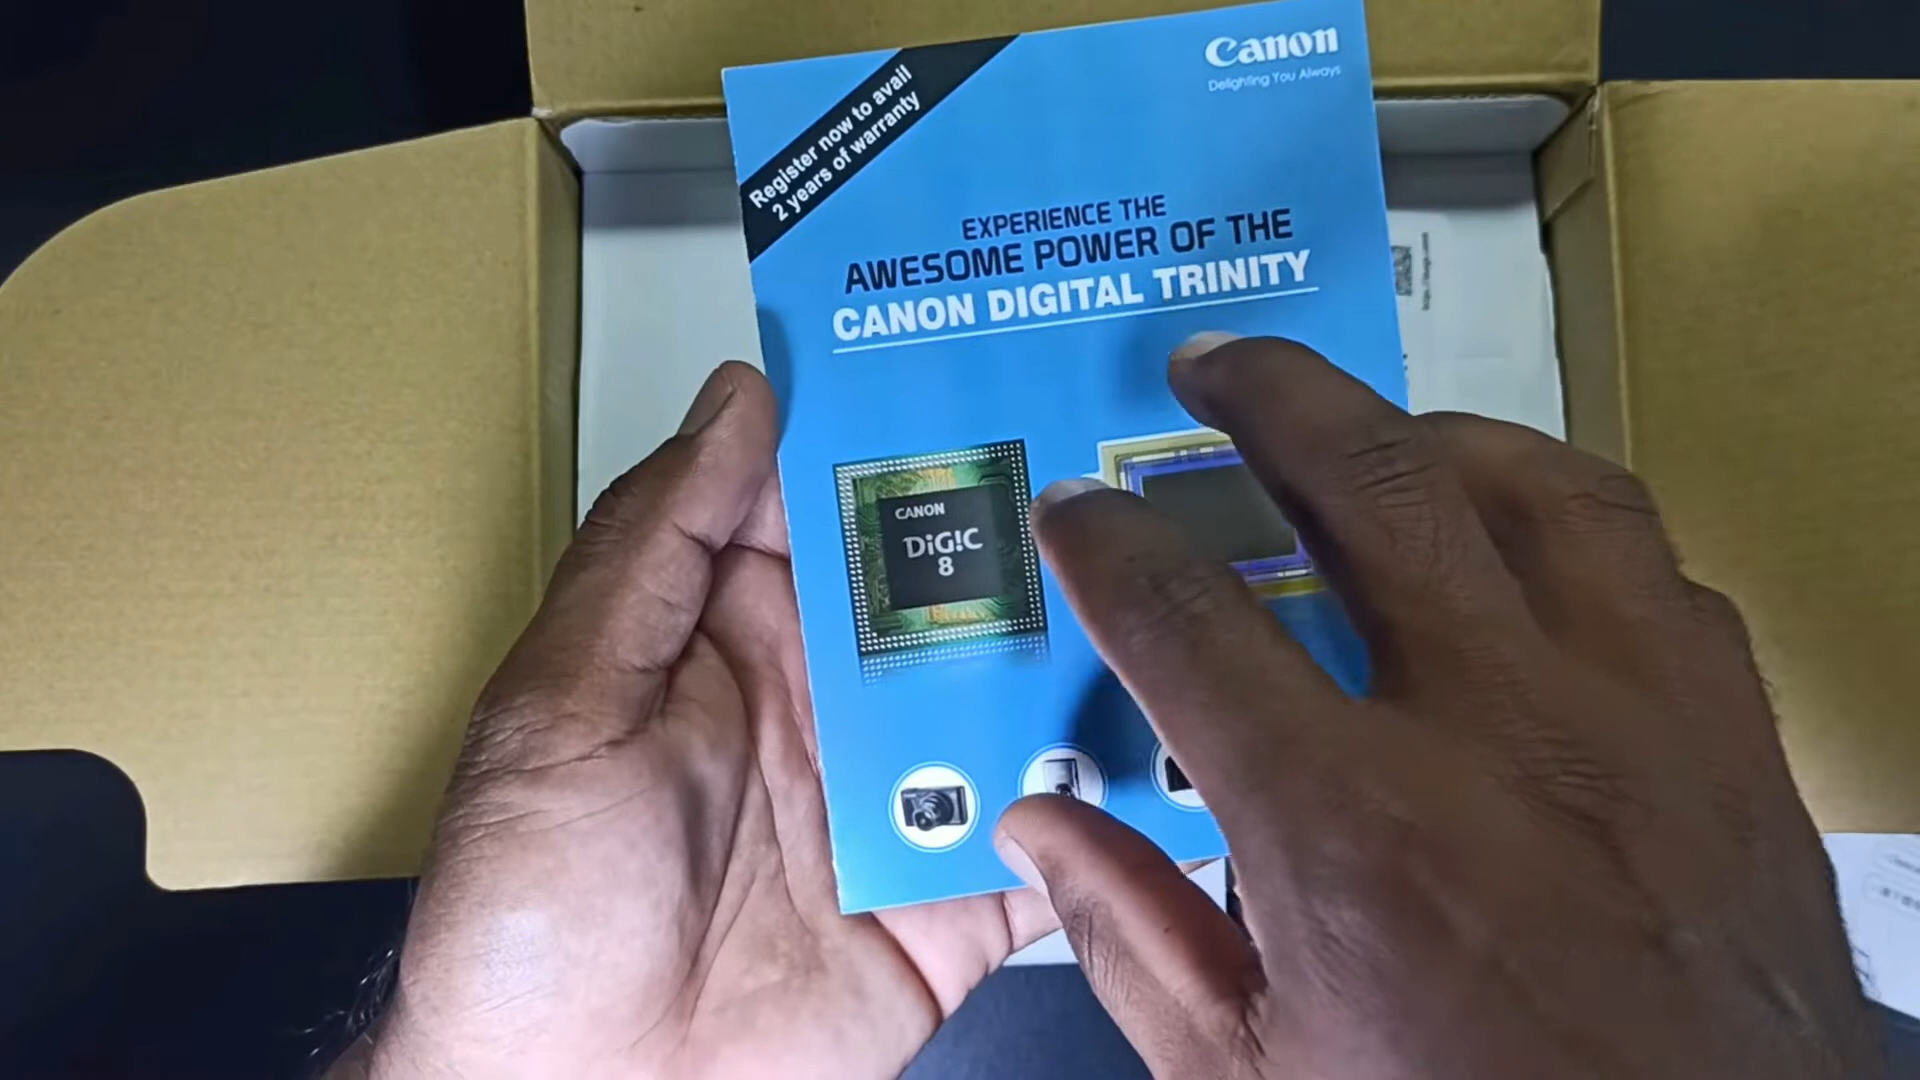 Canon
Delighting You Always
Register now to avail
2 years of warranty
EXPERIENCE THE
AWESOME POWER OF THE
CANON DIGITAL TRINITY
CANON
DiG!C
8